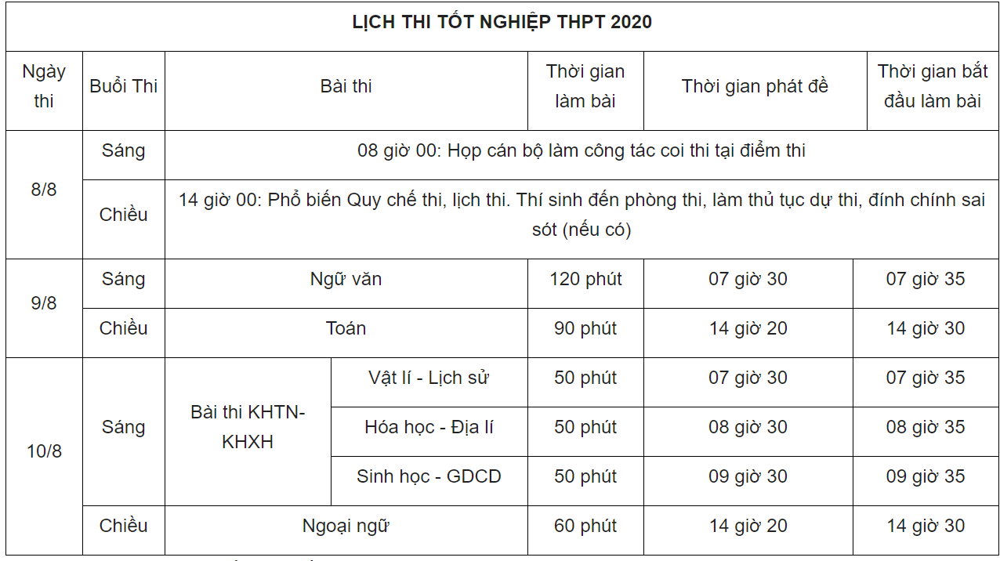 LỊCH THI TỐT NGHIỆP THPT 2020
Ngày
thi
Buổi Thi
Bài thi
Thời gian
làm bài
Thời gian phát đề
Thời gian bắt
đầu làm bài
8/8
Sáng
08 giờ 00: Họp cán bộ làm công tác coi thi tại điểm thi
Chiều
14 giờ 00: Phổ biến Quy chế thi, lịch thi. Thí sinh đến phòng thi, làm thủ tục dự thi, đính chính sai
sót (nếu có)
9/8
Sáng
Ngữ văn
120 phút
07 giờ 30
07 giờ 35
Chiều
Toán
90 phút
14 giờ 20
14 giờ 30
10/8
Sáng
Bài thi KHTN-
KHXH
Vật lí - Lịch sử
50 phút
07 giờ 30
07 giờ 35
Hóa học - Địa lí
50 phút
08 giờ 30
08 giờ 35
Sinh học - GDCD
50 phút
09 giờ 30
09 giờ 35
Chiều
Ngoại ngữ
60 phút
14 giờ 20
14 giờ 30